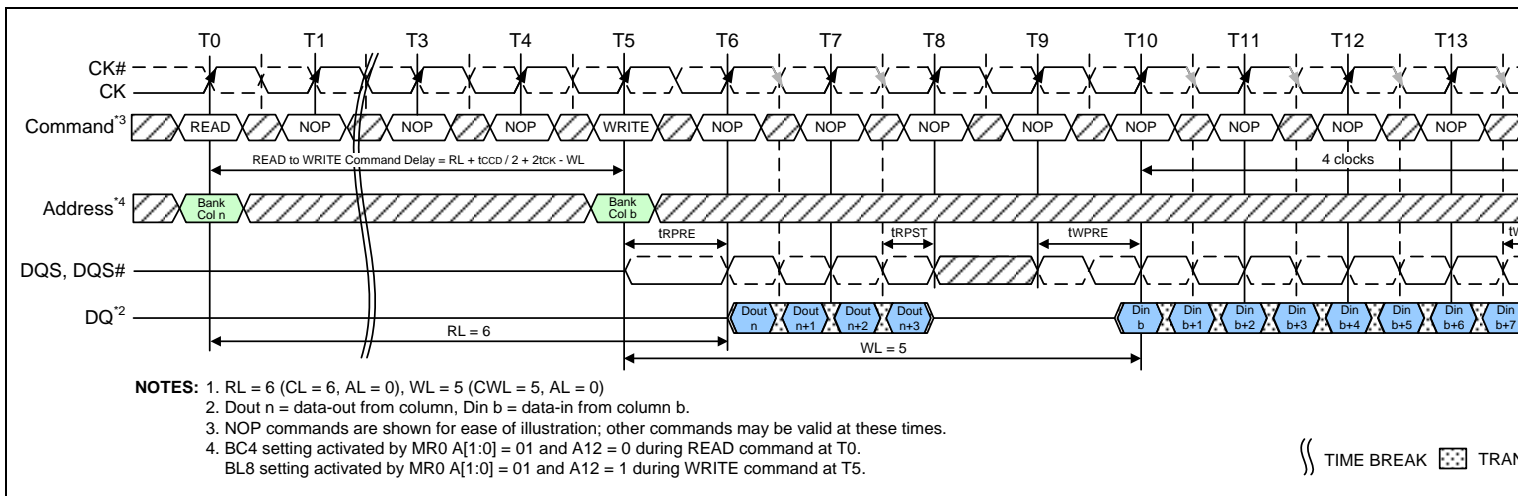 T0 T1 T3 T4 T5 T6 T7 T8 T9 T10 T11 T12 T13
CK#
CK
Command*3 READ NOP NOP NOP WRITE NOP NOP NOP NOP NOP NOP NOP NOP
READ to WRITE Command Delay = RL + tCCD / 2 + 2tCK - WL
4 clocks
Address*4
Bank
Col n
Bank
Col b
tRPRE tRPST tWPRE
DQS, DQS#
DQ*2
Dout
n
Dout
n+1
Dout
n+2
Dout
n+3
Din
b
Din
b+1
Din
b+2
Din
b+3
Din
b+4
Din
b+5
Din
b+6
Din
b+7
RL = 6
WL = 5
NOTES: 1. RL = 6 (CL = 6, AL = 0), WL = 5 (CWL = 5, AL = 0)
2. Dout n = data-out from column, Din b = data-in from column b.
3. NOP commands are shown for ease of illustration; other commands may be valid at these times.
4. BC4 setting activated by MR0 A[1:0] = 01 and A12 = 0 during READ command at T0.
BL8 setting activated by MR0 A[1:0] = 01 and A12 = 1 during WRITE command at T5.
TIME BREAK